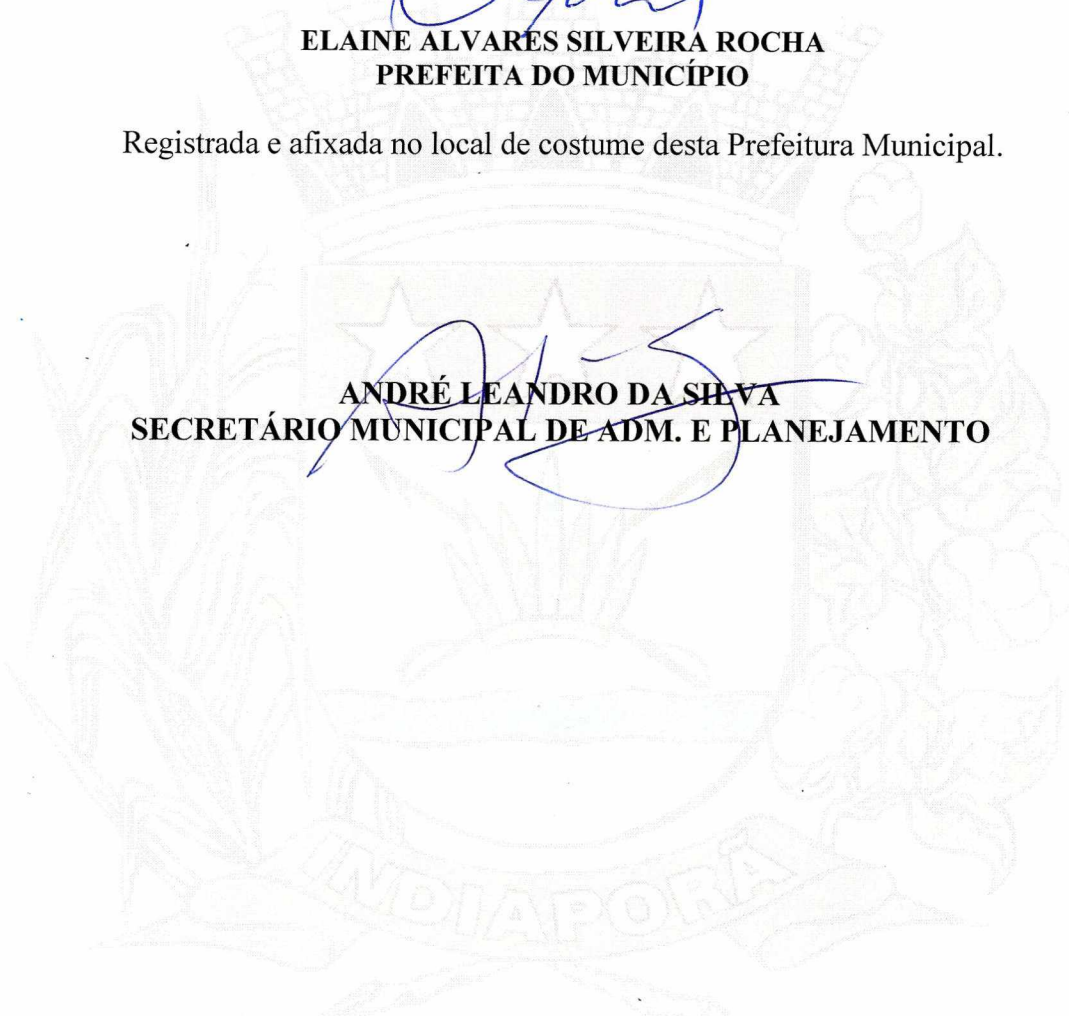 ELAINE ALVARES SILVEIRA ROCHA
PREFEITA DO MUNICÍPIO
Registrada e afixada no local de costume desta Prefeitura Municipal.
ANDRÉ LEANDRO DA SILVA
SECRETÁRIO MUNICIPAL DE ADM. E PLANEJAMENTO
INDIAPORÃ